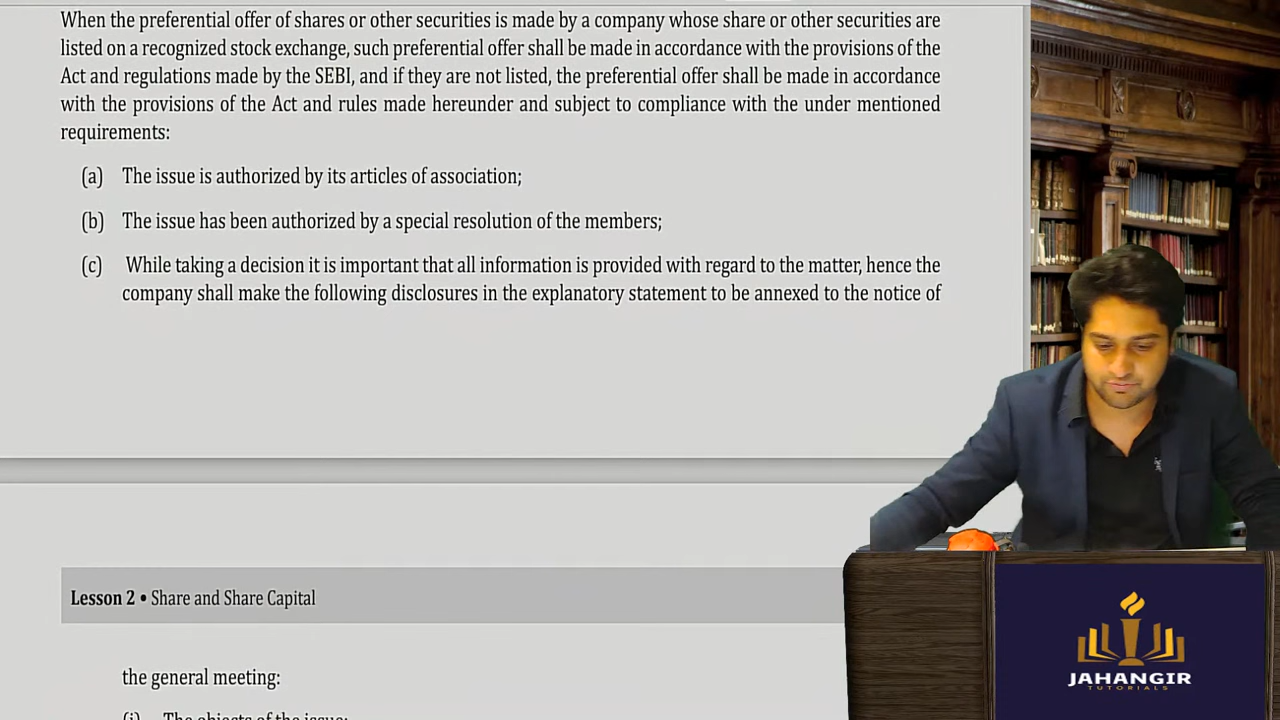 When the preferential offer of shares or other securities is made by a company whose share or other securities are
listed on a recognized stock exchange, such preferential offer shall be made in accordance with the provisions of the
Act and regulations made by the SEBI, and if they are not listed, the preferential offer shall be made in accordance
with the provisions of the Act and rules made hereunder and subject to compliance with the under mentioned
requirements:
(a) The issue is authorized by its articles of association;
(b) The issue has been authorized by a special resolution of the members;
(c) While taking a decision it is important that all information is provided with regard to the matter, hence the
company shall make the following disclosures in the explanatory statement to be annexed to the notice of
Lesson 2 • Share and Share Capital
the general meeting:
(i) The objects of the issue;
JAHANGIR
TUTORIALS